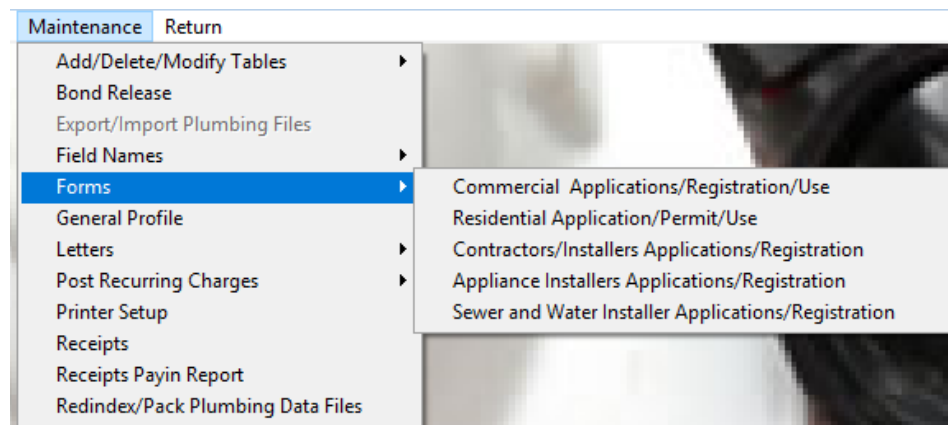 Maintenance Return
Add/Delete/Modify Tables
Bond Release
Export/Import Plumbing Files
Field Names
Forms
General Profile
Letters
Post Recurring Charges
Printer Setup
Receipts
Receipts Payin Report
Redindex/Pack Plumbing Data Files
Commercial  Applications/Registration/Use
Residential Application/Permit/Use
Contractors/Installers Applications/Registration
Appliance Installers Applications/Registration
Sewer and Water Installer Applications/Registration